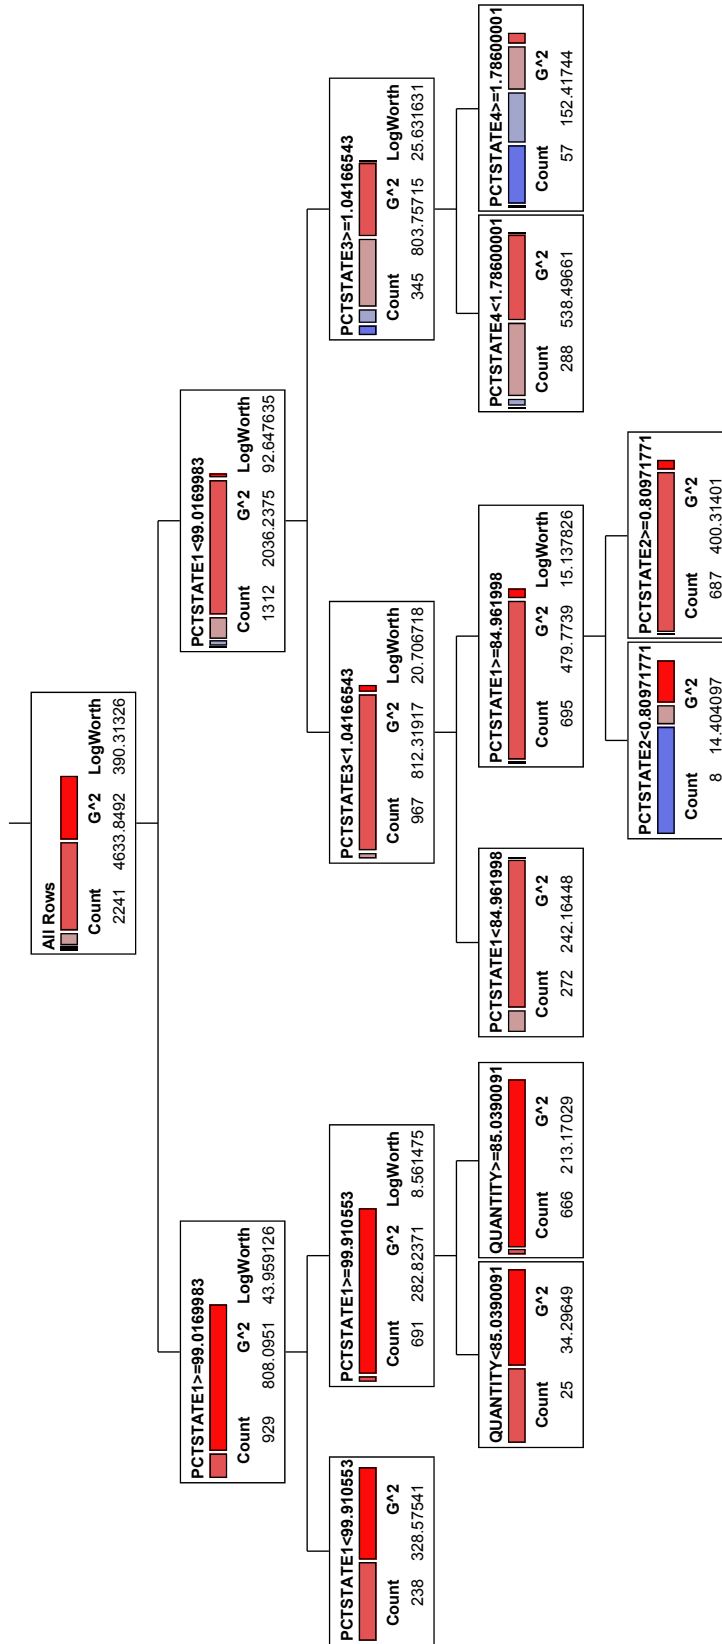 All Rows
Count G^2 LogWorth
2241 4633.8492 390.31326
PCTSTATE1>=99.0169983
Count G^2 LogWorth
929 808.0951 43.959126
PCTSTATE1<99.0169983
Count G^2 LogWorth
1312 2036.2375 92.647635
PCTSTATE1<99.910553
Count G^2
238 328.57541
PCTSTATE1>=99.910553
Count G^2 LogWorth
691 282.82371 8.561475
PCTSTATE3<1.04166543
Count G^2 LogWorth
967 812.31917 20.706718
PCTSTATE3>=1.04166543
Count G^2 LogWorth
345 803.75715 25.631631
QUANTITY<85.0390091
Count G^2
25 34.29649
QUANTITY>=85.0390091
Count G^2
666 213.17029
PCTSTATE1<84.961998
Count G^2
272 242.16448
PCTSTATE1>=84.961998
Count G^2 LogWorth
695 479.7739 15.137826
PCTSTATE4<1.78600001
Count G^2
288 538.49661
PCTSTATE4>=1.78600001
Count G^2
57 152.41744
PCTSTATE2<0.80971771
Count G^2
8 14.404097
PCTSTATE2>=0.80971771
Count G^2
687 400.31401